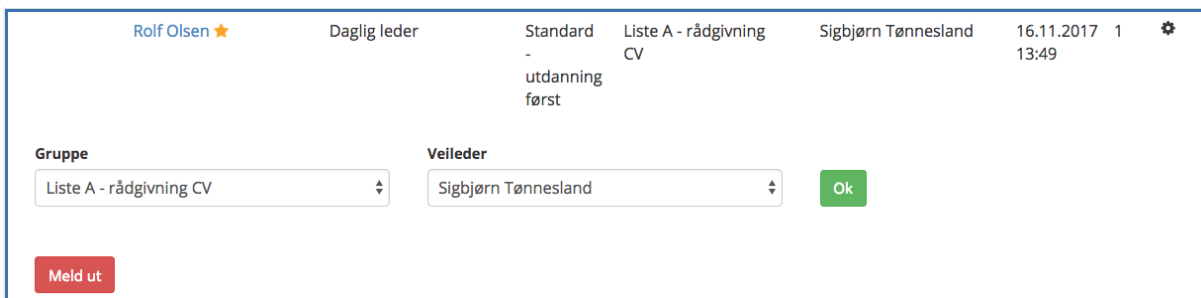 Rolf Olsen Daglig leder Standard Liste A - rådgivning Sigbjørn Tønnesland 16.11.2017 1
- CV 13:49
utdanning
først
Gruppe Veileder
Liste A - rådgivning CV Sigbjørn Tønnesland Ok
Meld ut